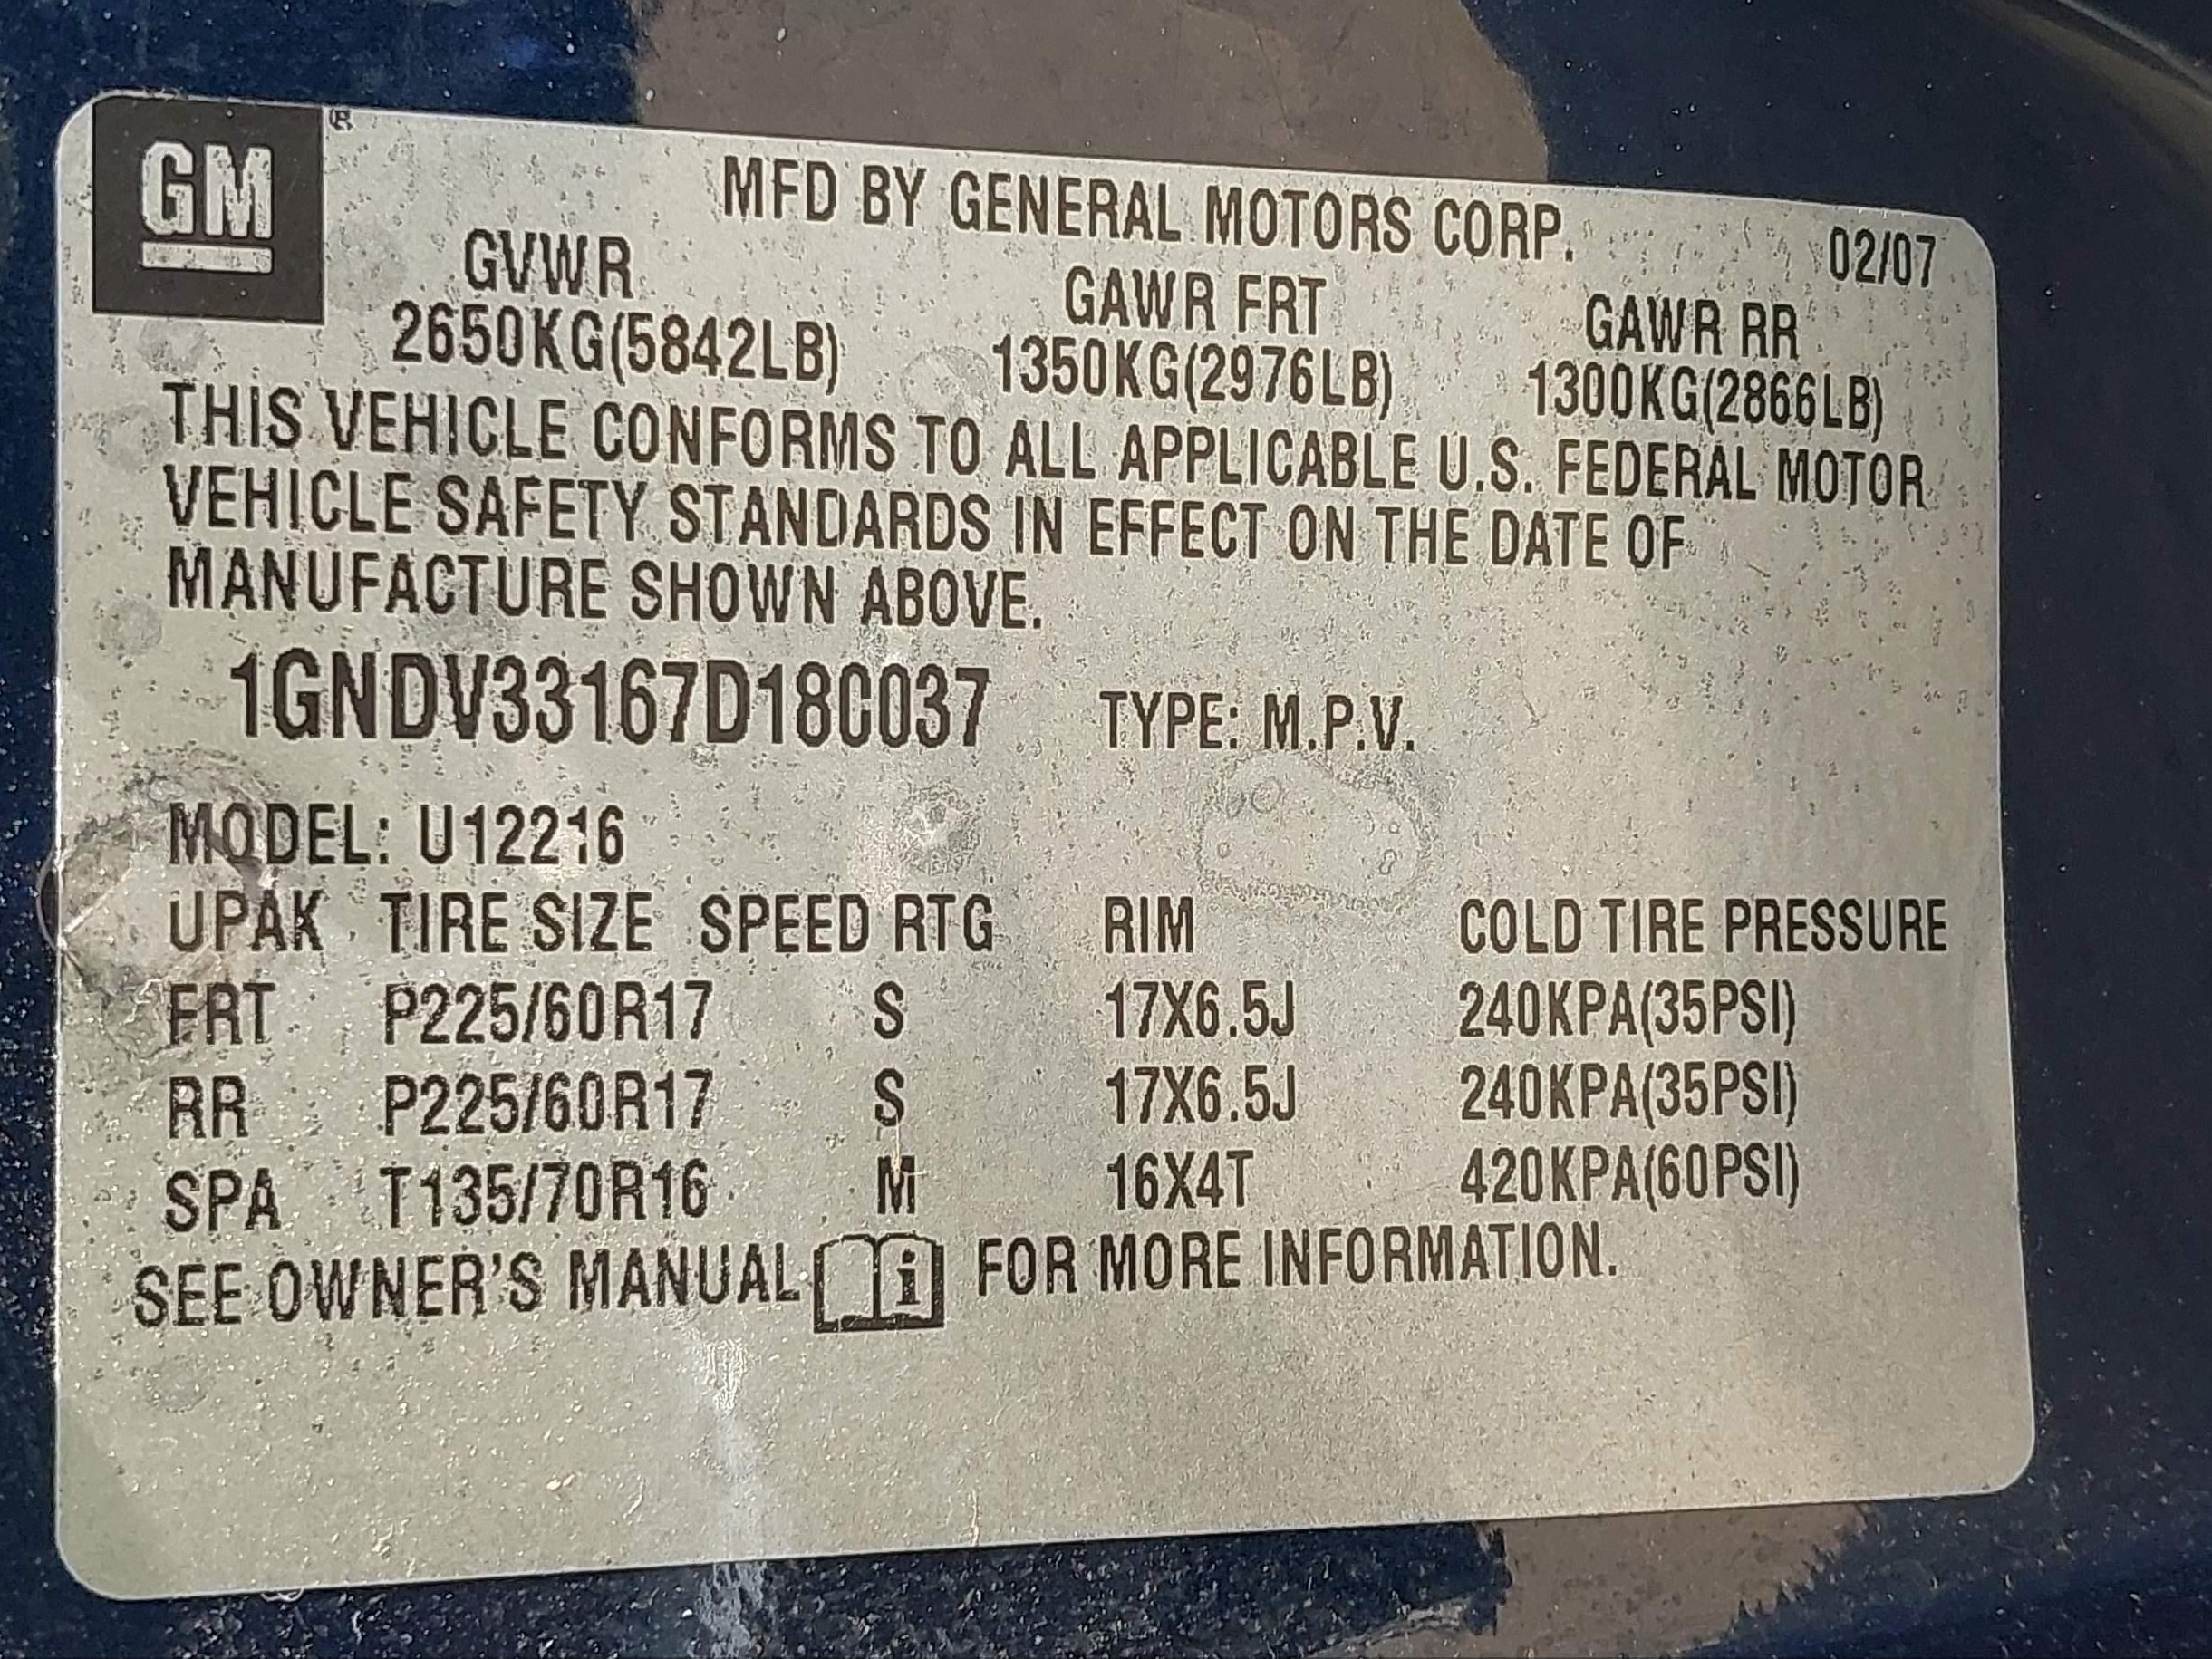 GM ®
MFD BY GENERAL MOTORS CORP. 02/07
GVWR GAWR FRT GAWR RR
2650KG(5842LB) 1350KG(2976LB) 1300KG(2866LB)
THIS VEHICLE CONFORMS TO ALL APPLICABLE U.S. FEDERAL MOTOR
VEHICLE SAFETY STANDARDS IN EFFECT ON THE DATE OF
MANUFACTURE SHOWN ABOVE.
1GNDV33167D18C037 TYPE: M.P.V.
MODEL: U12216
UPAK TIRE SIZE SPEED RTG RIM COLD TIRE PRESSURE
FRT P225/60R17 S 17X6.5J 240KPA(35PSI)
RR P225/60R17 S 17X6.5J 240KPA(35PSI)
SPA T135/70R16 M 16X4T 420KPA(60PSI)
SEE OWNER'S MANUAL i FOR MORE INFORMATION.